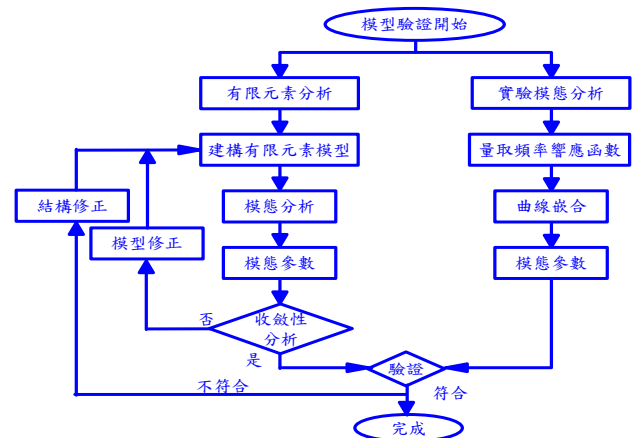 模型驗證開始
有限元素分析
實驗模態分析
建構有限元素模型
量取頻率響應函數
結構修正
模態分析
曲線嵌合
模型修正
模態參數
模態參數
否
收斂性
分析
是
驗證
不符合
符合
完成